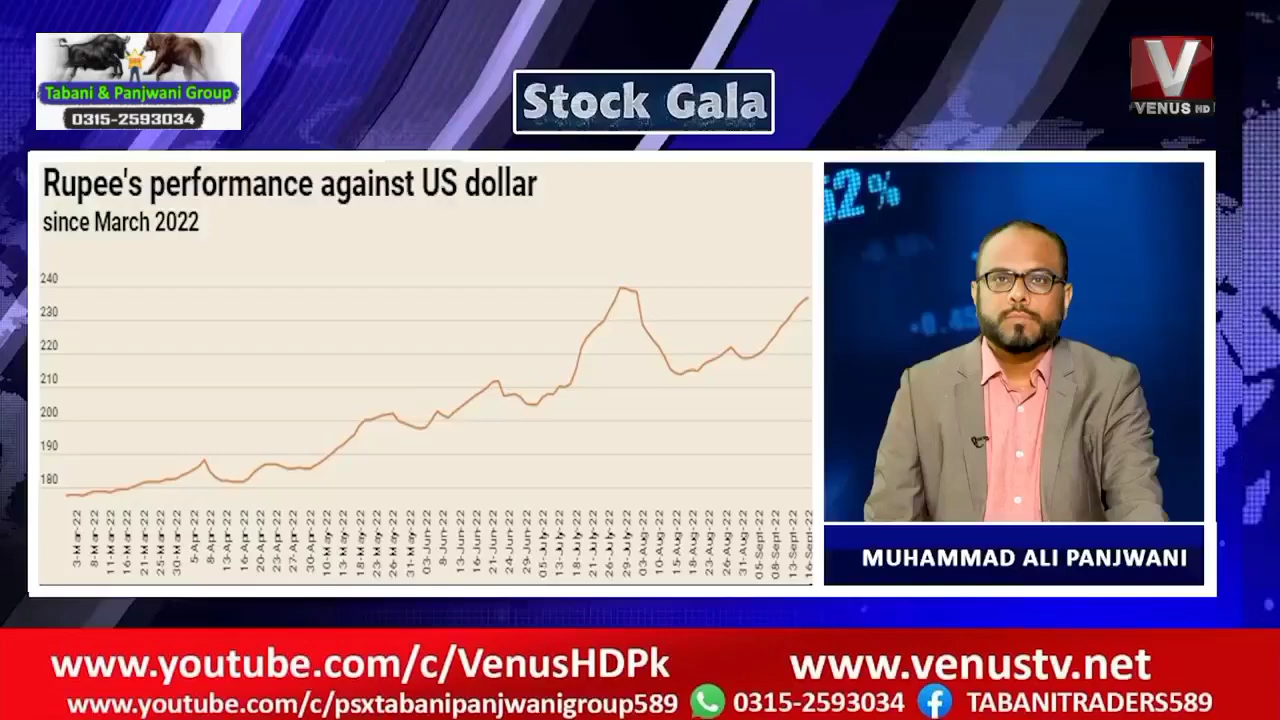 Tabani & Panjwani Group
0315-2593034
Stock Gala
V
VENUS HD
Rupee's performance against US dollar
since March 2022
240
230
220
210
200
190
180
3-Mar-22
8-Mar-22
11-Mar-22
16-Mar-22
21-Mar-22
25-Mar-22
30-Mar-22
5-Apr-22
8-Apr-22
13-Apr-22
16-Apr-22
20-Apr-22
22-Apr-22
27-Apr-22
30-Apr-22
10-May-22
13-May-22
18-May-22
23-May-22
26-May-22
31-May-22
03-Jun-22
8-Jun-22
13-Jun-22
16-Jun-22
21-Jun-22
24-Jun-22
29-Jun-22
05-July-22
13-July-22
18-July-22
21-July-22
26-July-22
29-July-22
03-Aug-22
10-Aug-22
15-Aug-22
18-Aug-22
23-Aug-22
26-Aug-22
31-Aug-22
05-Sept-22
08-Sept-22
13-Sept-22
16-Sept-22
52%
MUHAMMAD ALI PANJWANI
www.youtube.com/c/VenusHDPk
www.venustv.net
www.youtube.com/c/psxtabanipanjwanigroup589
0315-2593034
TABANITRADERS589